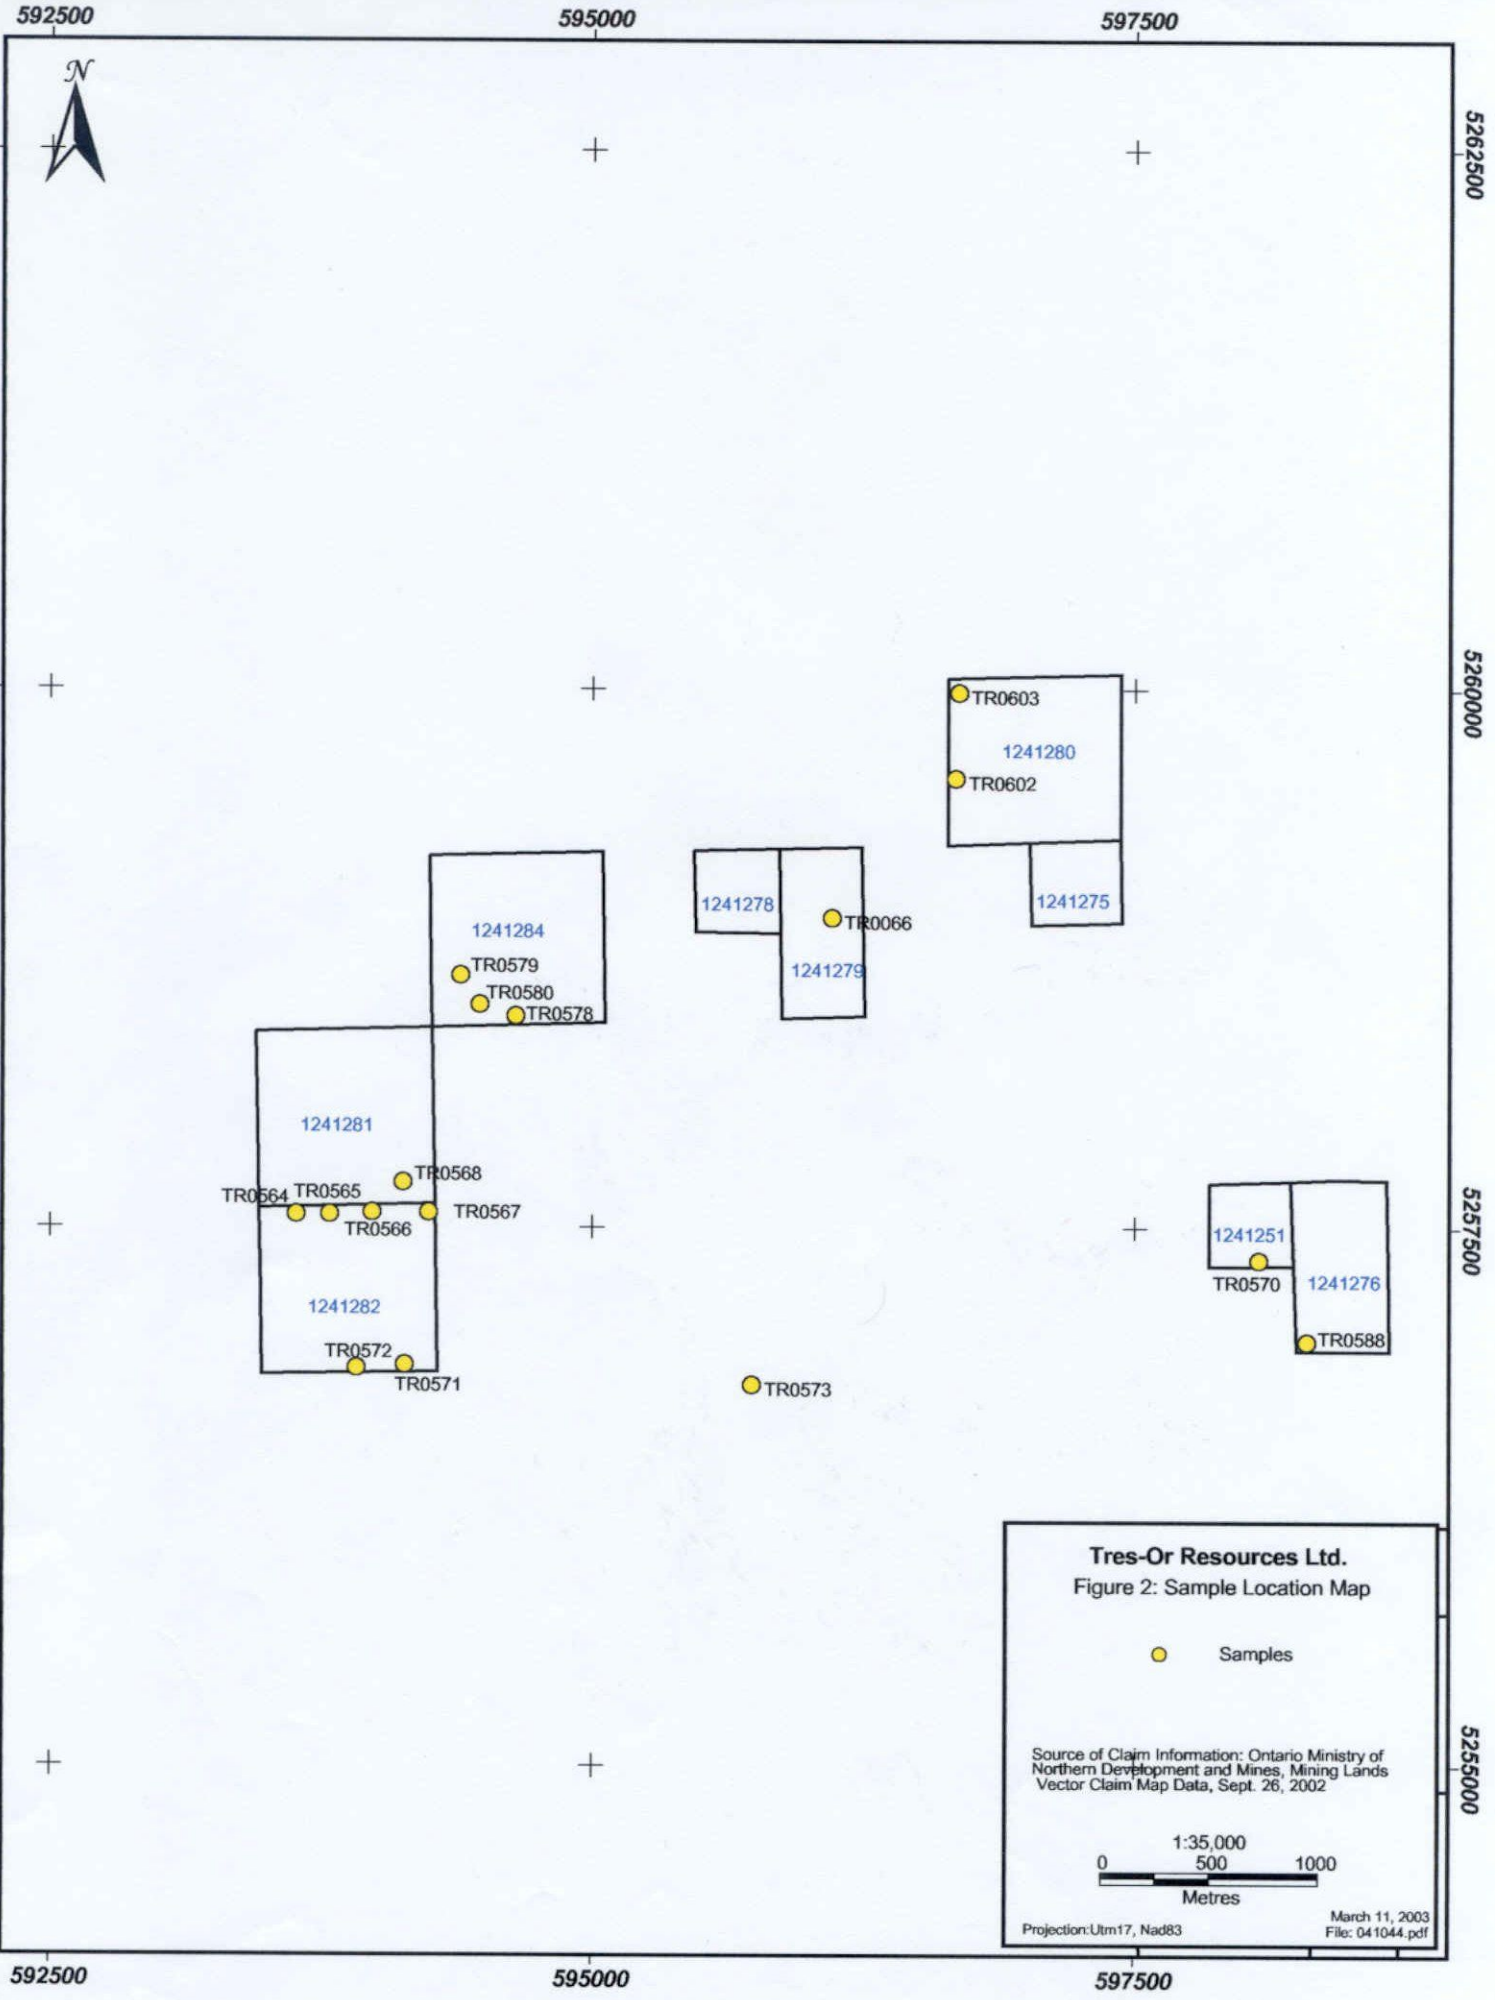 592500 595000 597500
N
5262500
5260000
TR0603
1241280
TR0602
1241275
1241278
TR0066
1241279
1241284
TR0579
TR0580
TR0578
1241281
TR0568
TR0564 TR0565
TR0566
TR0567
5257500
1241251
TR0570
1241276
TR0588
1241282
TR0572
TR0571
TR0573
Tres-Or Resources Ltd.
Figure 2: Sample Location Map
Samples
Source of Claim Information: Ontario Ministry of
Northern Development and Mines, Mining Lands
Vector Claim Map Data, Sept. 26, 2002
5255000
1:35,000
0 500 1000
Metres
March 11, 2003
Projection:Utm17, Nad83
File: 041044.pdf
592500 595000 597500